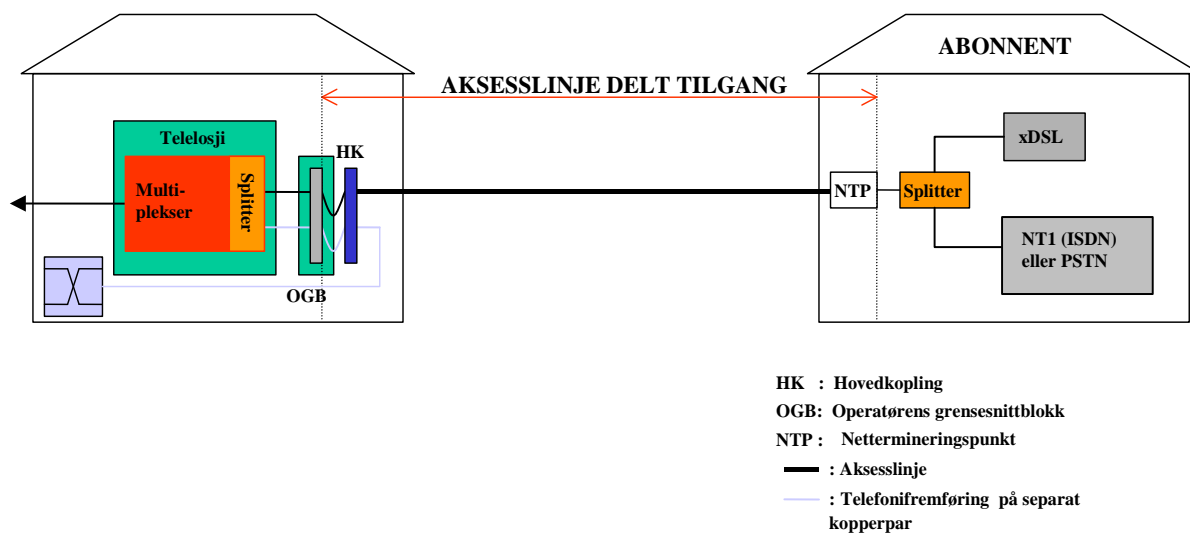 ABONNENT
AKSESSLINJE DELT TILGANG
Telelosji
HK
xDSL
Multi-
plekser
Splitter
NTP
Splitter
NT1 (ISDN)
eller PSTN
OGB
HK : Hovedkopling
OGB: Operatørens grensesnittblokk
NTP : Nettermineringspunkt
: Aksesslinje
: Telefonifremføring på separat
kopperpar